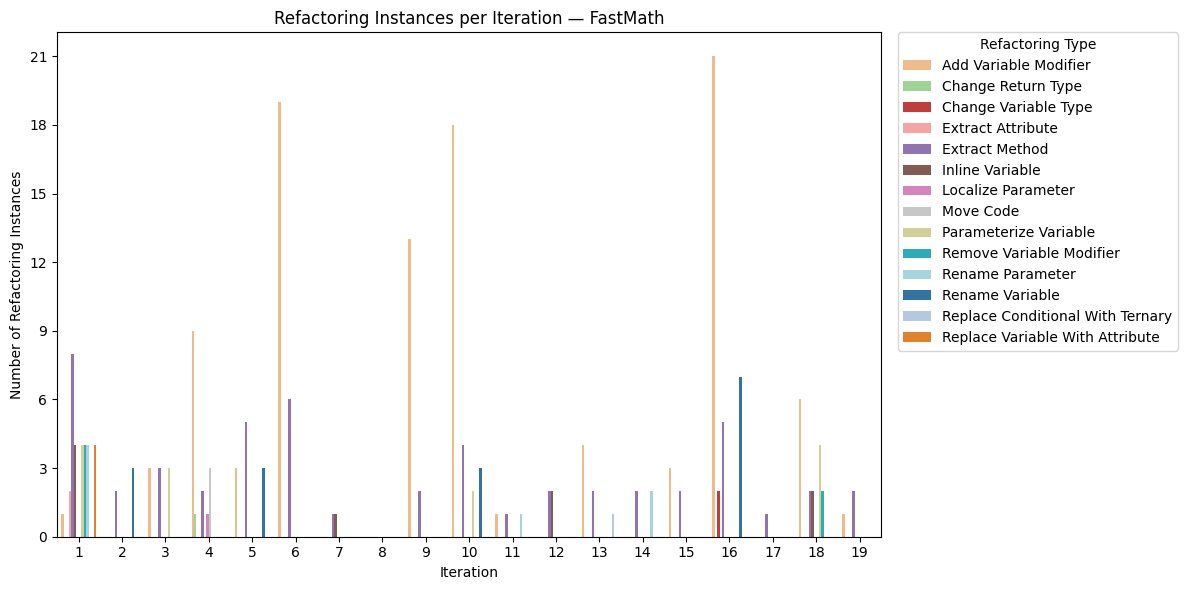 Refactoring Instances per Iteration — FastMath
Number of Refactoring Instances
21
18
15
12
9
6
3
0
1 2 3 4 5 6 7 8 9 10 11 12 13 14 15 16 17 18 19
Iteration
Refactoring Type
Add Variable Modifier
Change Return Type
Change Variable Type
Extract Attribute
Extract Method
Inline Variable
Localize Parameter
Move Code
Parameterize Variable
Remove Variable Modifier
Rename Parameter
Rename Variable
Replace Conditional With Ternary
Replace Variable With Attribute